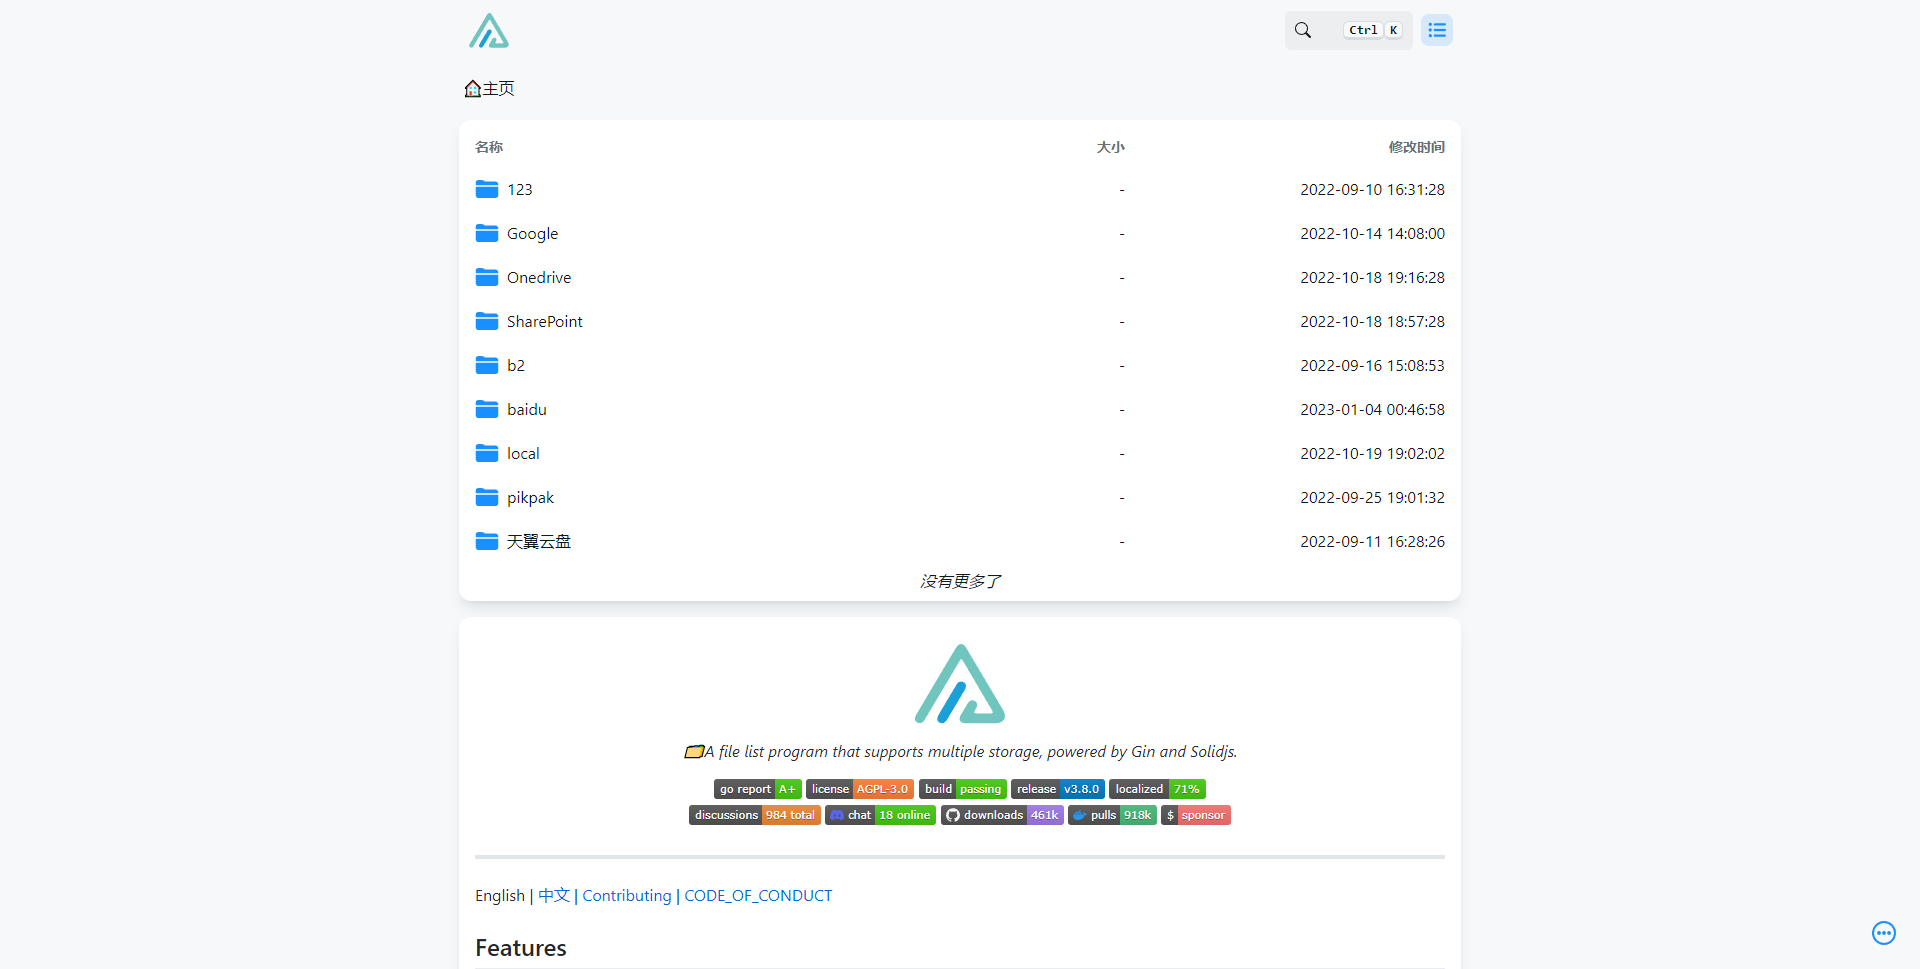 Ctrl K
🏠主页
名称 大小 修改时间
123 - 2022-09-10 16:31:28
Google - 2022-10-14 14:08:00
Onedrive - 2022-10-18 19:16:28
SharePoint - 2022-10-18 18:57:28
b2 - 2022-09-16 15:08:53
baidu - 2023-01-04 00:46:58
local - 2022-10-19 19:02:02
pikpak - 2022-09-25 19:01:32
天翼云盘 - 2022-09-11 16:28:26
没有更多了
🗂️A file list program that supports multiple storage, powered by Gin and Solidjs.
go report A+ license AGPL-3.0 build passing release v3.8.0 localized 71%
discussions 984 total chat 18 online downloads 461k pulls 918k $ sponsor
English | 中文 | Contributing | CODE_OF_CONDUCT
Features